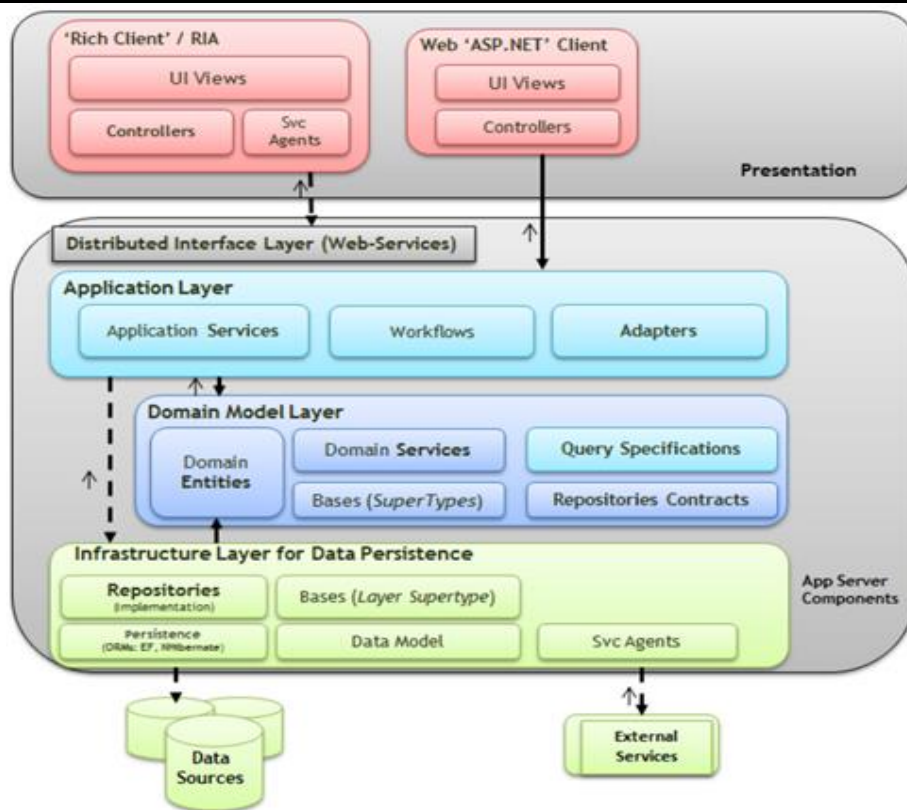 ‘Rich Client’ / RIA
UI Views
Controllers
Svc
Agents
Web ‘ASP.NET’ Client
UI Views
Controllers
Presentation
Distributed Interface Layer (Web-Services)
Application Layer
Application Services
Workflows
Adapters
Domain Model Layer
Domain
Entities
Domain Services
Query Specifications
Bases (SuperTypes)
Repositories Contracts
Infrastructure Layer for Data Persistence
Repositories
(Implementation)
Bases (Layer Supertype)
Persistence
(ORMs: EF, NHibernate)
Data Model
Svc Agents
App Server
Components
Data
Sources
External
Services